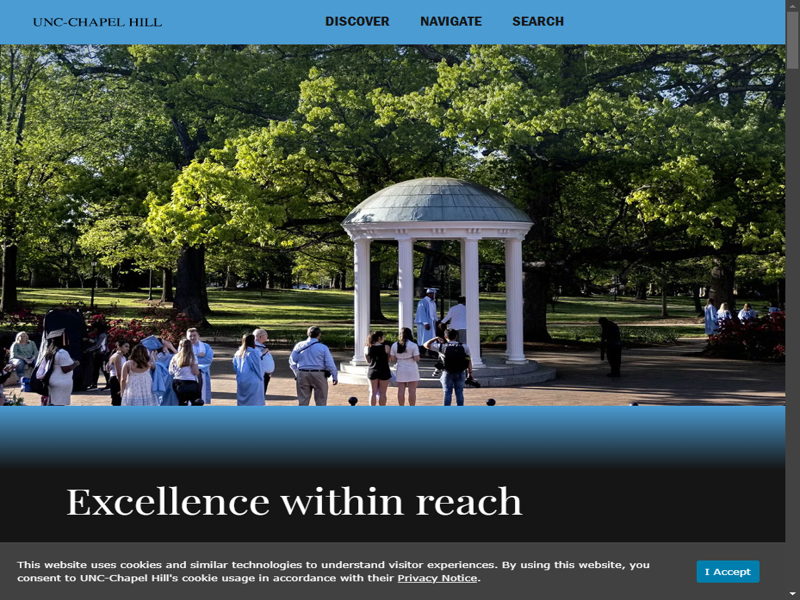 UNC-CHAPEL HILL
DISCOVER
NAVIGATE
SEARCH
Excellence within reach
This website uses cookies and similar technologies to understand visitor experiences. By using this website, you
consent to UNC-Chapel Hill's cookie usage in accordance with their Privacy Notice.
I Accept